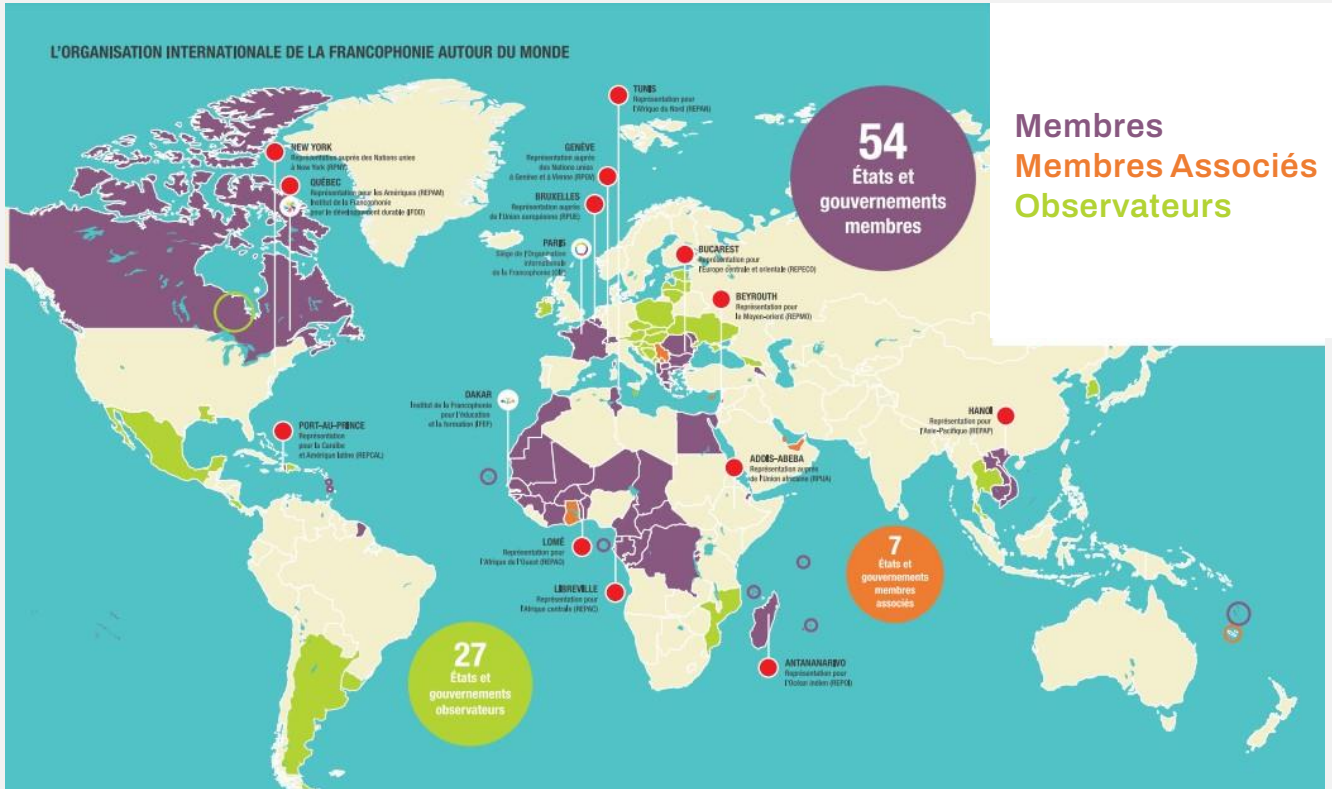 L'ORGANISATION INTERNATIONALE DE LA FRANCOPHONIE AUTOUR DU MONDE
Membres
Membres Associés
Observateurs
54
États et
gouvernements
membres
TUNIS
Représentation pour
l'Afrique du Nord (REPAN)
NEW YORK
Représentation auprès des Nations unies
à New York (RPNY)
QUÉBEC
Représentation pour les Amériques (REPAM)
Institut de la Francophonie
pour le développement durable (IFDD)
GENÈVE
Représentation auprès
des Nations unies
à Genève et à Vienne (RPGV)
BRUXELLES
Représentation auprès
de l'Union européenne (RPUE)
PARIS
Siège de l'Organisation
internationale
de la Francophonie (OIF)
BUCAREST
Représentation pour
l'Europe centrale et orientale (REPECO)
BEYROUTH
Représentation pour
le Moyen-orient (REPMO)
DAKAR
Institut de la Francophonie
pour l'éducation
et la formation (IFEF)
PORT-AU-PRINCE
Représentation
pour la Caraïbe
et Amérique latine (REPCAL)
HANOÏ
Représentation pour
l'Asie-Pacifique (REPAP)
ADDIS-ABEBA
Représentation auprès
de l'Union africaine (RPUA)
LOMÉ
Représentation pour
l'Afrique de l'Ouest (REPAO)
LIBREVILLE
Représentation pour
l'Afrique centrale (REPAC)
7
États et
gouvernements
membres
associés
27
États et
gouvernements
observateurs
ANTANANARIVO
Représentation pour
l'Océan indien (REPOI)